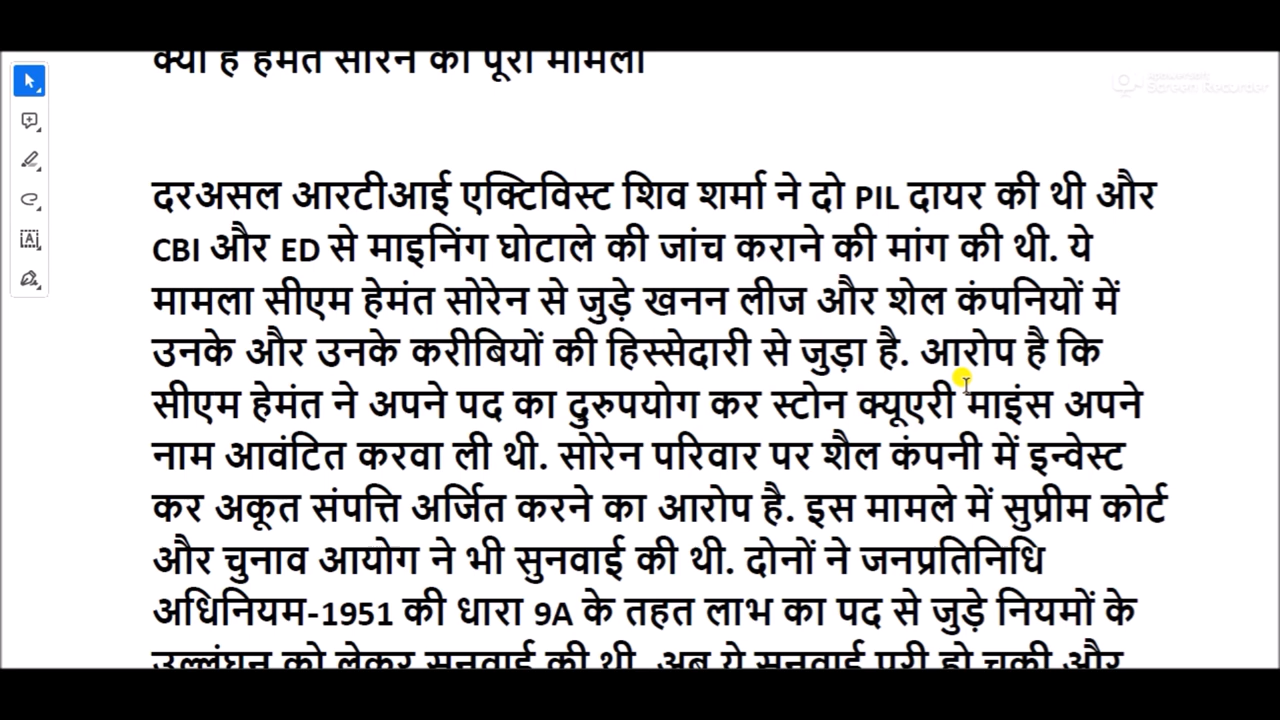 क्या है हेमंत सोरेन का पूरा मामला
दरअसल आरटीआई एक्टिविस्ट शिव शर्मा ने दो PIL दायर की थी और
CBI और ED से माइनिंग घोटाले की जांच कराने की मांग की थी. ये
मामला सीएम हेमंत सोरेन से जुड़े खनन लीज और शेल कंपनियों में
उनके और उनके करीबियों की हिस्सेदारी से जुड़ा है. आरोप है कि
सीएम हेमंत ने अपने पद का दुरुपयोग कर स्टोन क्यूएरी माइंस अपने
नाम आवंटित करवा ली थी. सोरेन परिवार पर शैल कंपनी में इन्वेस्ट
कर अकूत संपत्ति अर्जित करने का आरोप है. इस मामले में सुप्रीम कोर्ट
और चुनाव आयोग ने भी सुनवाई की थी. दोनों ने जनप्रतिनिधि
अधिनियम-1951 की धारा 9A के तहत लाभ का पद से जुड़े नियमों के
उल्लंघन को लेकर सुनवाई की थी. अब ये सुनवाई पूरी हो चुकी और
Screen Recorder